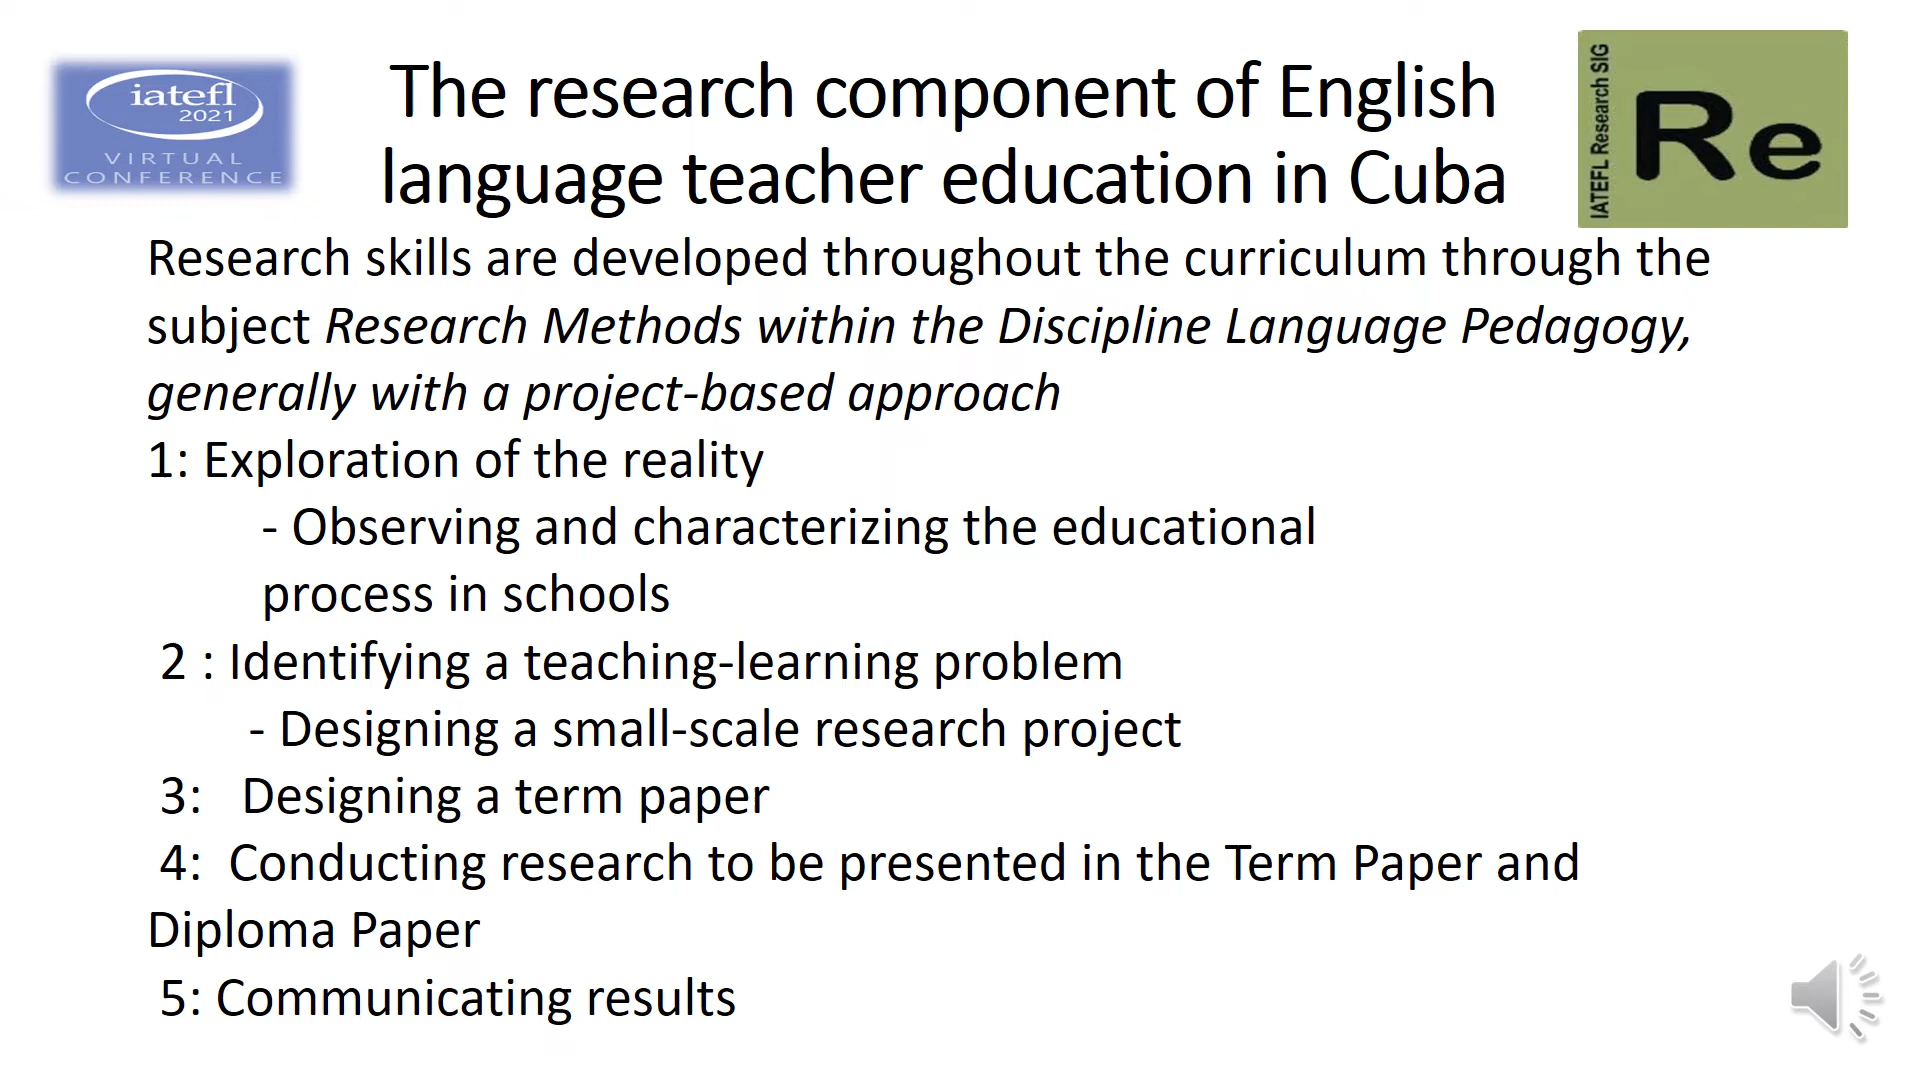 iatefl
2021
VIRTUAL
CONFERENCE
The research component of English
language teacher education in Cuba
IATEFL Research SIG
Re
Research skills are developed throughout the curriculum through the
subject Research Methods within the Discipline Language Pedagogy,
generally with a project-based approach
1: Exploration of the reality
- Observing and characterizing the educational
process in schools
2 : Identifying a teaching-learning problem
- Designing a small-scale research project
3: Designing a term paper
4: Conducting research to be presented in the Term Paper and
Diploma Paper
5: Communicating results